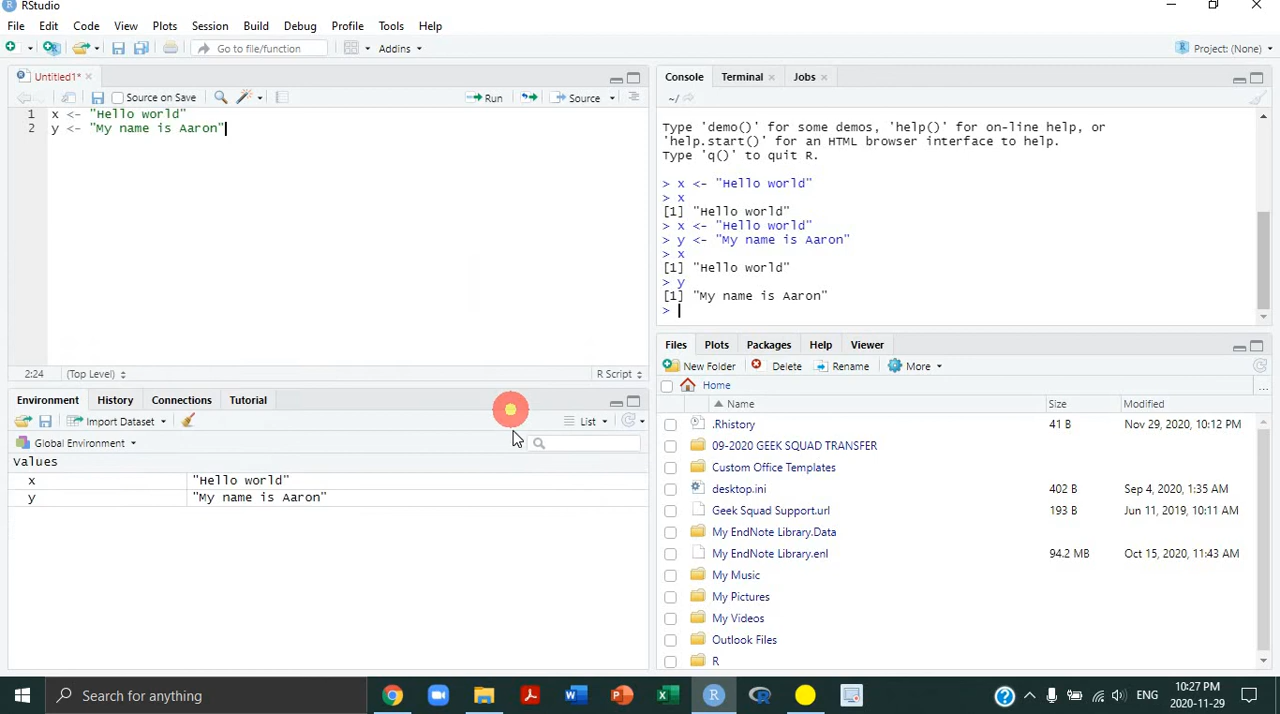 RStudio
File Edit Code View Plots Session Build Debug Profile Tools Help
Go to file/function Addins Project: (None)
Untitled1*
Source on Save Run Source
1 x <- "Hello world"
2 y <- "My name is Aaron"
2:24 (Top Level) R Script
Environment History Connections Tutorial
Import Dataset List
Global Environment
Values
x "Hello world"
y "My name is Aaron"
Console Terminal Jobs
~/
Type 'demo()' for some demos, 'help()' for on-line help, or
'help.start()' for an HTML browser interface to help.
Type 'q()' to quit R.
> x <- "Hello world"
> x
[1] "Hello world"
> x <- "Hello world"
> y <- "My name is Aaron"
> x
[1] "Hello world"
> y
[1] "My name is Aaron"
>
Files Plots Packages Help Viewer
New Folder Delete Rename More
Home
Name Size Modified
.Rhistory 41 B Nov 29, 2020, 10:12 PM
09-2020 GEEK SQUAD TRANSFER
Custom Office Templates
desktop.ini 402 B Sep 4, 2020, 1:35 AM
Geek Squad Support.url 193 B Jun 11, 2019, 10:11 AM
My EndNote Library.Data
My EndNote Library.enl 94.2 MB Oct 15, 2020, 11:43 AM
My Music
My Pictures
My Videos
Outlook Files
R
Search for anything ENG 10:27 PM
2020-11-29